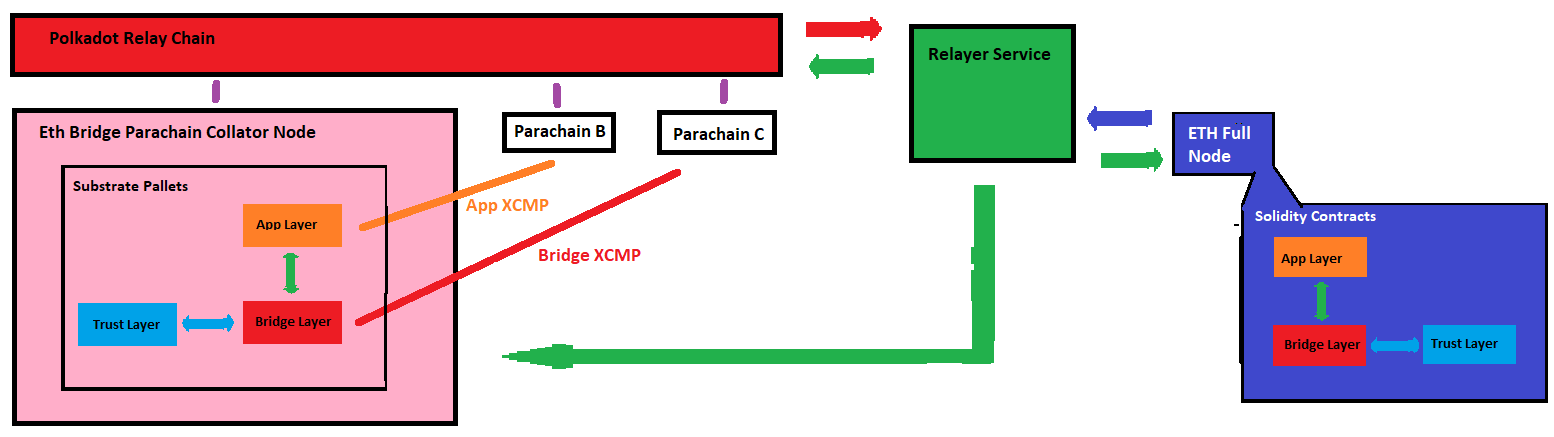 Polkadot Relay Chain
Relayer Service
Eth Bridge Parachain Collator Node
Parachain B
Parachain C
ETH Full
Node
Substrate Pallets
App Layer
App XCMP
Bridge XCMP
Trust Layer
Bridge Layer
Solidity Contracts
App Layer
Bridge Layer
Trust Layer